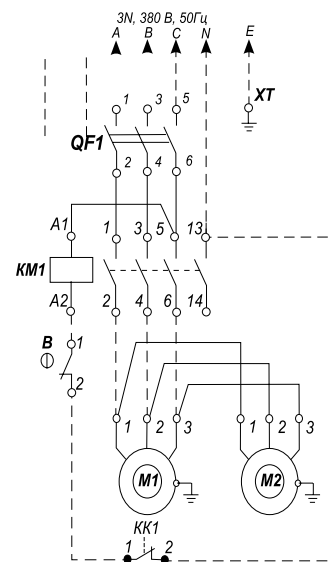 3N, 380 В, 50Гц
A B C N E
XT
1 3 5
QF1
2 4 6
A1 1 3 5 13
KM1
A2 2 4 6 14
B 1
2
1 2 3 1 2 3
M1 M2
KK1
1 2